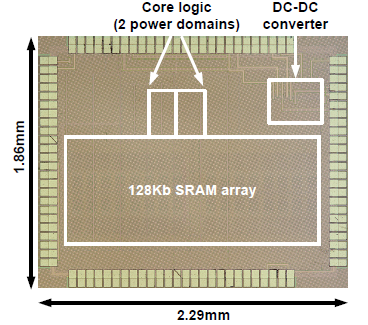 Core logic
(2 power domains)
DC-DC
converter
1.86mm
128Kb SRAM array
2.29mm